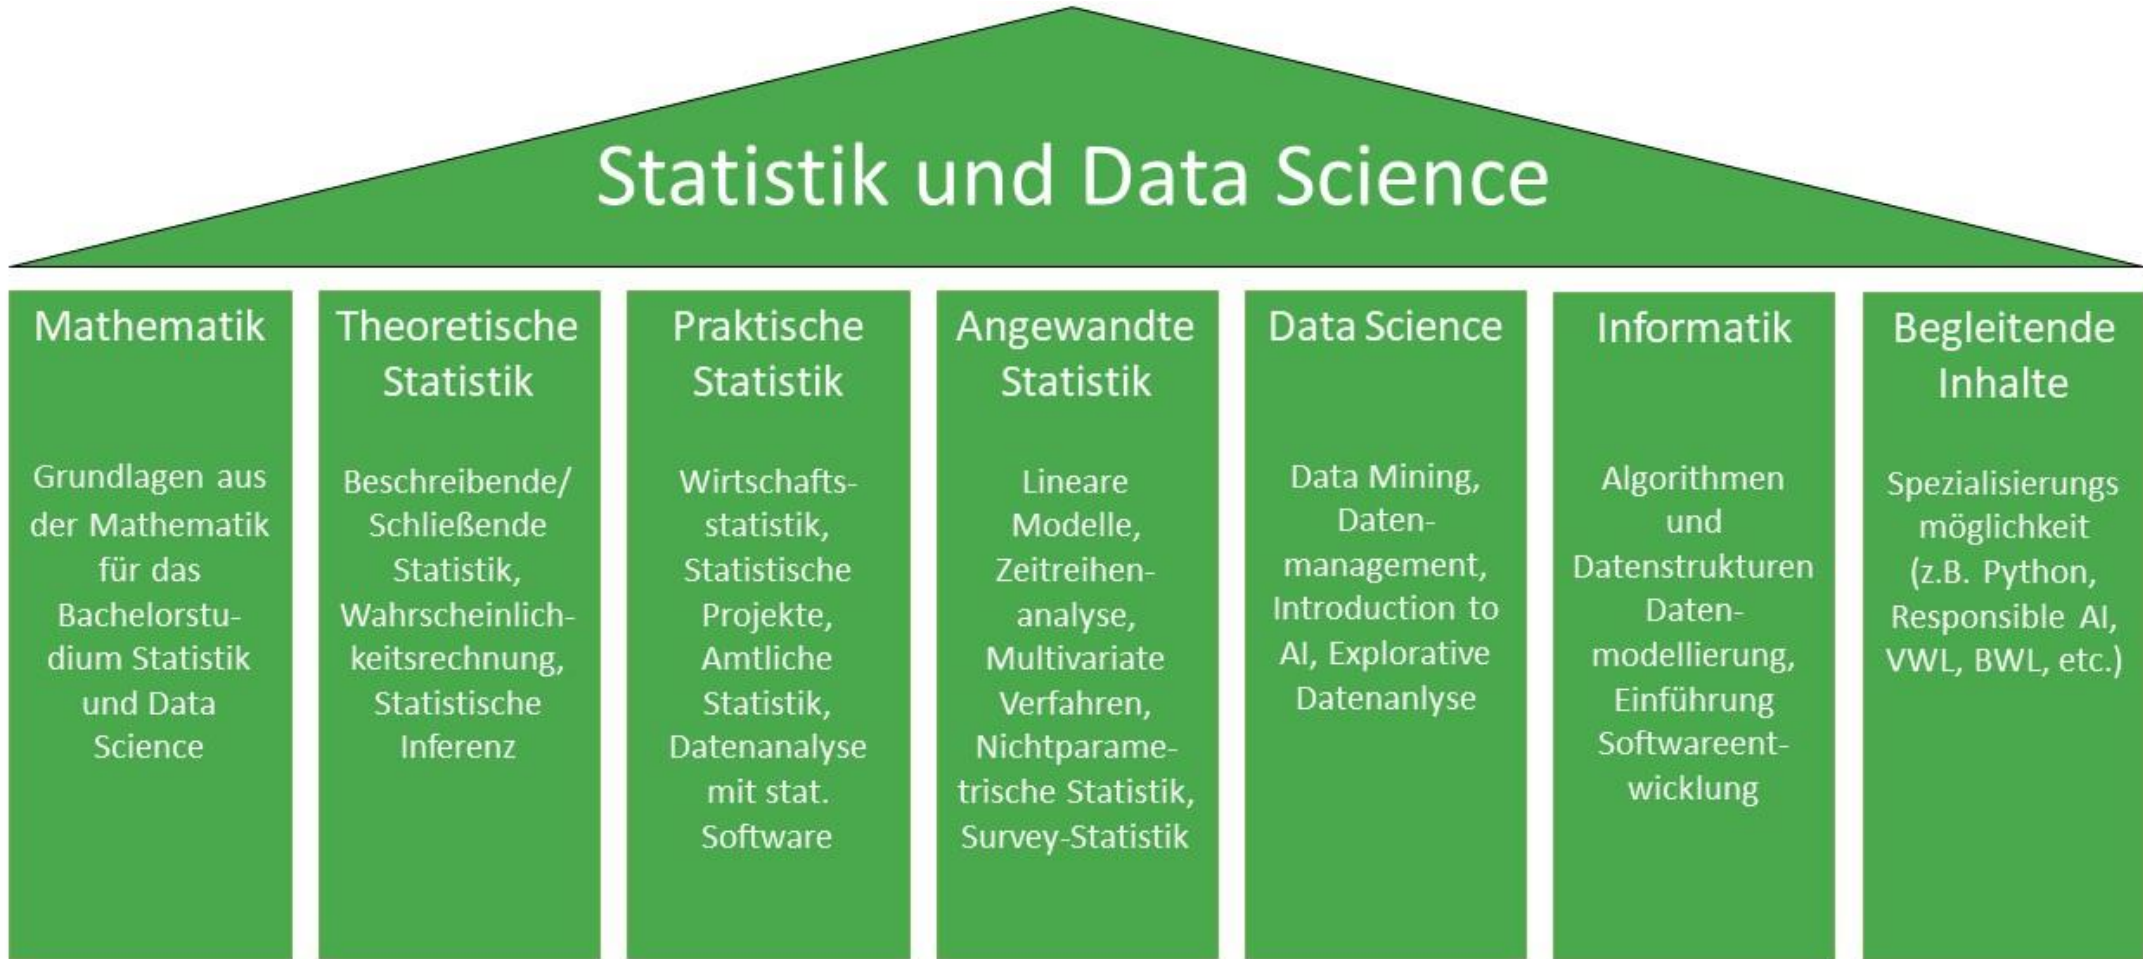 Statistik und Data Science
Mathematik
Grundlagen aus
der Mathematik
für das
Bachelorstu-
dium Statistik
und Data
Science
Theoretische
Statistik
Beschreibende/
Schließende
Statistik,
Wahrscheinlich-
keitsrechnung,
Statistische
Inferenz
Praktische
Statistik
Wirtschafts-
statistik,
Statistische
Projekte,
Amtliche
Statistik,
Datenanalyse
mit stat.
Software
Angewandte
Statistik
Lineare
Modelle,
Zeitreihen-
analyse,
Multivariate
Verfahren,
Nichtparame-
trische Statistik,
Survey-Statistik
Data Science
Data Mining,
Daten-
management,
Introduction to
AI, Explorative
Datenanlyse
Informatik
Algorithmen
und
Datenstrukturen
Daten-
modellierung,
Einführung
Softwareent-
wicklung
Begleitende
Inhalte
Spezialisierungs
möglichkeit
(z.B. Python,
Responsible AI,
VWL, BWL, etc.)